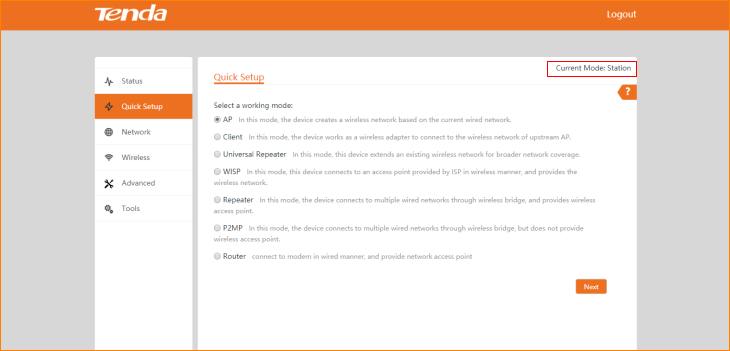 Tenda
Logout
Current Mode: Station
Status
Quick Setup
Network
Wireless
Advanced
Tools
Quick Setup
?
Select a working mode:
AP In this mode, the device creates a wireless network based on the current wired network.
Client In this mode, the device works as a wireless adapter to connect to the wireless network of upstream AP.
Universal Repeater In this mode, this device extends an existing wireless network for broader network coverage.
WISP In this mode, this device connects to an access point provided by ISP in wireless manner, and provides the
wireless network.
Repeater In this mode, the device connects to multiple wired networks through wireless bridge, and provides wireless
access point.
P2MP In this mode, the device connects to multiple wired networks through wireless bridge, but does not provide
wireless access point.
Router connect to modem in wired manner, and provide network access point
Next